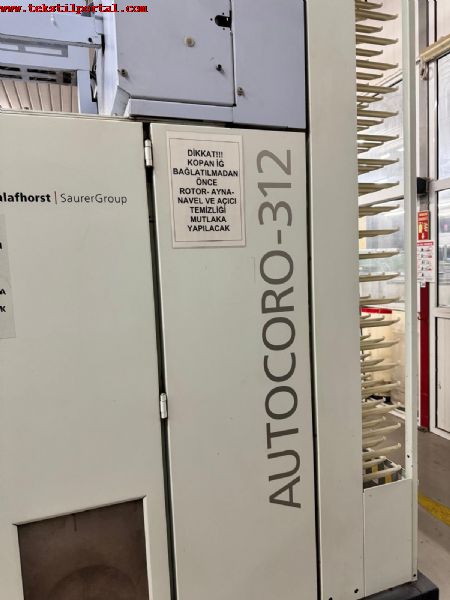 www.tekstilportal.com
alafhorst | SaurerGroup
DİKKAT!!!
KOPAN İĞ
BAĞLATILMADAN
ÖNCE
ROTOR- AYNA-
NAVEL VE AÇICI
TEMİZLİĞİ
MUTLAKA
YAPILACAK
AUTOCORO-312